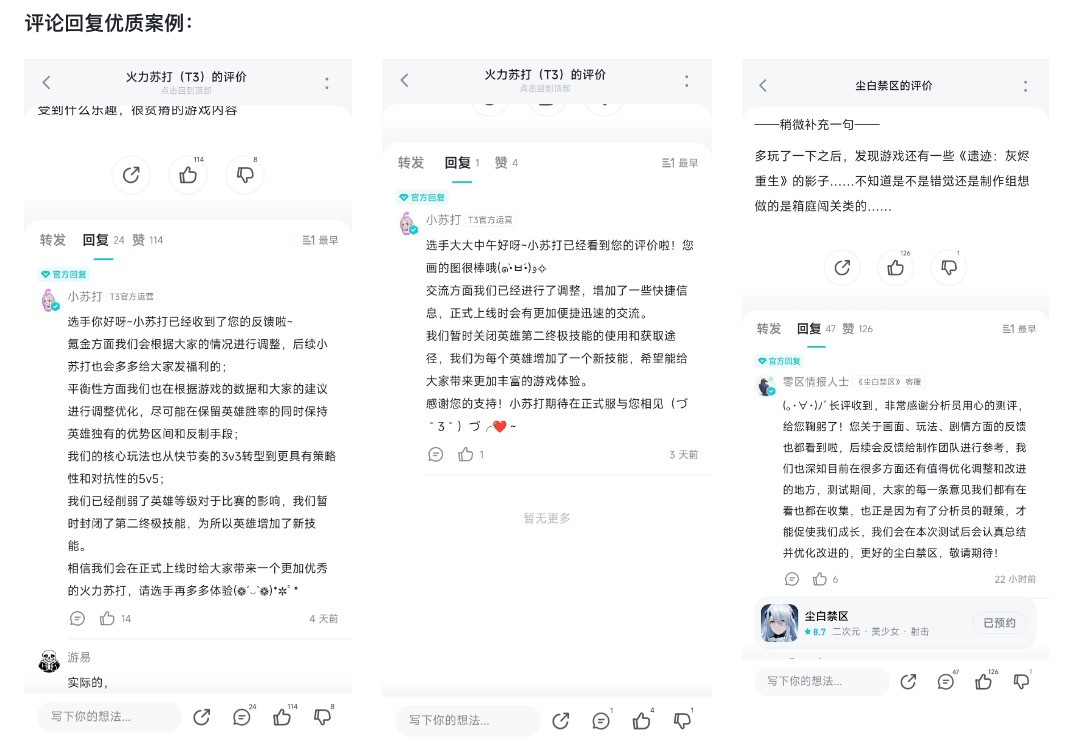 评论回复优质案例：
火力苏打（T3）的评价
点击回到顶部
受到什么乐趣，很贫瘠的游戏内容
114
8
转发 回复 24 赞 114
最早
官方回复
小苏打 T3官方运营
选手你好呀~小苏打已经收到了您的反馈啦~
氪金方面我们会根据大家的情况进行调整，后续小
苏打也会多多给大家发福利的；
平衡性方面我们也在根据游戏的数据和大家的建议
进行调整优化，尽可能在保留英雄胜率的同时保持
英雄独有的优势区间和反制手段；
我们的核心玩法也从快节奏的3v3转型到更具有策略
性和对抗性的5v5；
我们已经削弱了英雄等级对于比赛的影响，我们暂
时封闭了第二终极技能，为所以英雄增加了新技
能。
相信我们会在正式上线时给大家带来一个更加优秀
的火力苏打，请选手再多多体验(❁´◡`❁)*✲ﾟ*
14
4 天前
游易
实际的，
写下你的想法...
24
114
8
火力苏打（T3）的评价
点击回到顶部
转发 回复 1 赞 4
最早
官方回复
小苏打 T3官方运营
选手大大中午好呀~小苏打已经看到您的评价啦！您
画的图很棒哦(๑•̀ㅂ•́)و✧
交流方面我们已经进行了调整，增加了一些快捷信
息，正式上线时会有更加便捷迅速的交流。
我们暂时关闭英雄第二终极技能的使用和获取途
径，我们为每个英雄增加了一个新技能，希望能给
大家带来更加丰富的游戏体验。
感谢您的支持！小苏打期待在正式服与您相见（づ
￣3￣）づ╭❤️～
1
3 天前
暂无更多
写下你的想法...
1
4
1
尘白禁区的评价
——稍微补充一句——
多玩了一下之后，发现游戏还有一些《遗迹：灰烬
重生》的影子……不知道是不是错觉还是制作组想
做的是箱庭闯关类的……
126
1
转发 回复 47 赞 126
最早
官方回复
零区情报人士 《尘白禁区》客服
(｡･∀･)ﾉﾞ长评收到，非常感谢分析员用心的测评，
给您鞠躬了！您关于画面、玩法、剧情方面的反馈
也都看到啦，后续会反馈给制作团队进行参考，我
们也深知目前在很多方面还有值得优化调整和改进
的地方，测试期间，大家的每一条意见我们都有在
看也都在收集，也正是因为有了分析员的鞭策，才
能促使我们成长，我们会在本次测试后会认真总结
并优化改进的，更好的尘白禁区，敬请期待！
6
22 小时前
尘白禁区
8.7 二次元 · 美少女 · 射击
已预约
写下你的想法...
47
126
1